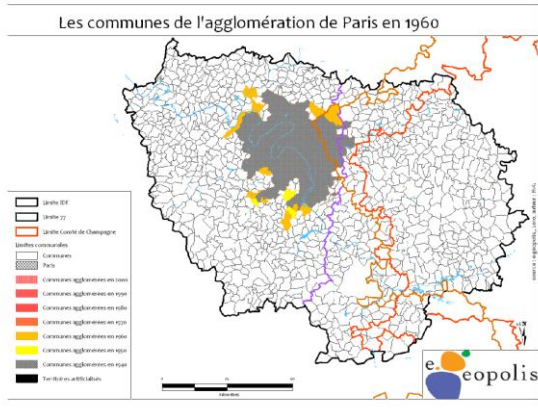 Les communes de l'agglomération de Paris en 1960
Limite IDF
Limite 77
Limite Comté de Champagne
Limites communales
Communes
Paris
Communes agglomérées en 2000
Communes agglomérées en 1990
Communes agglomérées en 1980
Communes agglomérées en 1970
Communes agglomérées en 1960
Communes agglomérées en 1950
Communes agglomérées en 1940
Territoires artificialisés
Kilomètres
e.
eopolis